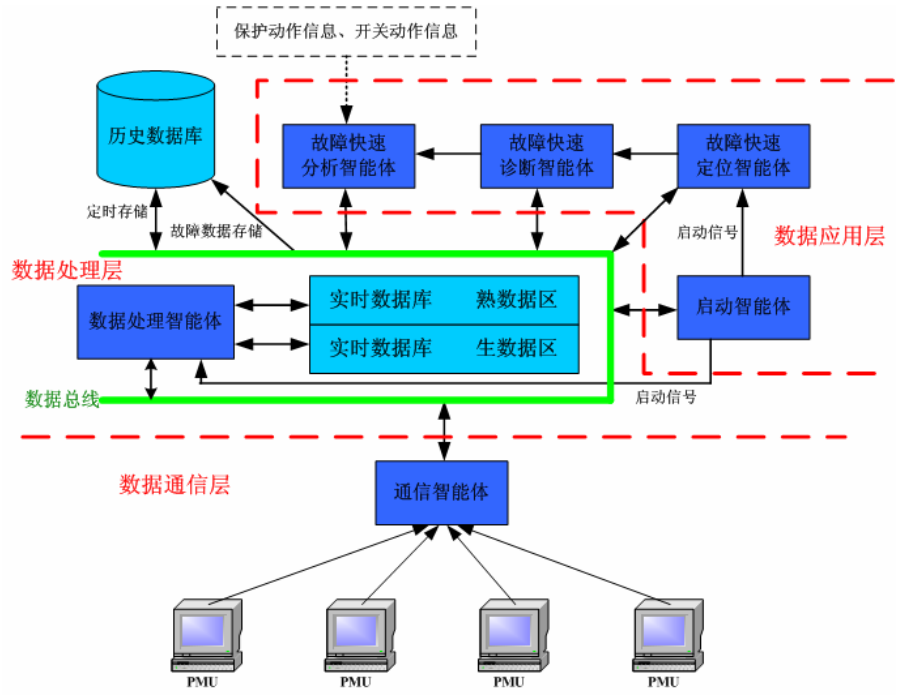 保护动作信息、开关动作信息
历史数据库
故障快速
分析智能体
故障快速
诊断智能体
故障快速
定位智能体
定时存储
故障数据存储
启动信号
数据应用层
数据处理层
数据处理智能体
实时数据库 熟数据区
实时数据库 生数据区
启动智能体
数据总线
启动信号
数据通信层
通信智能体
PMU
PMU
PMU
PMU